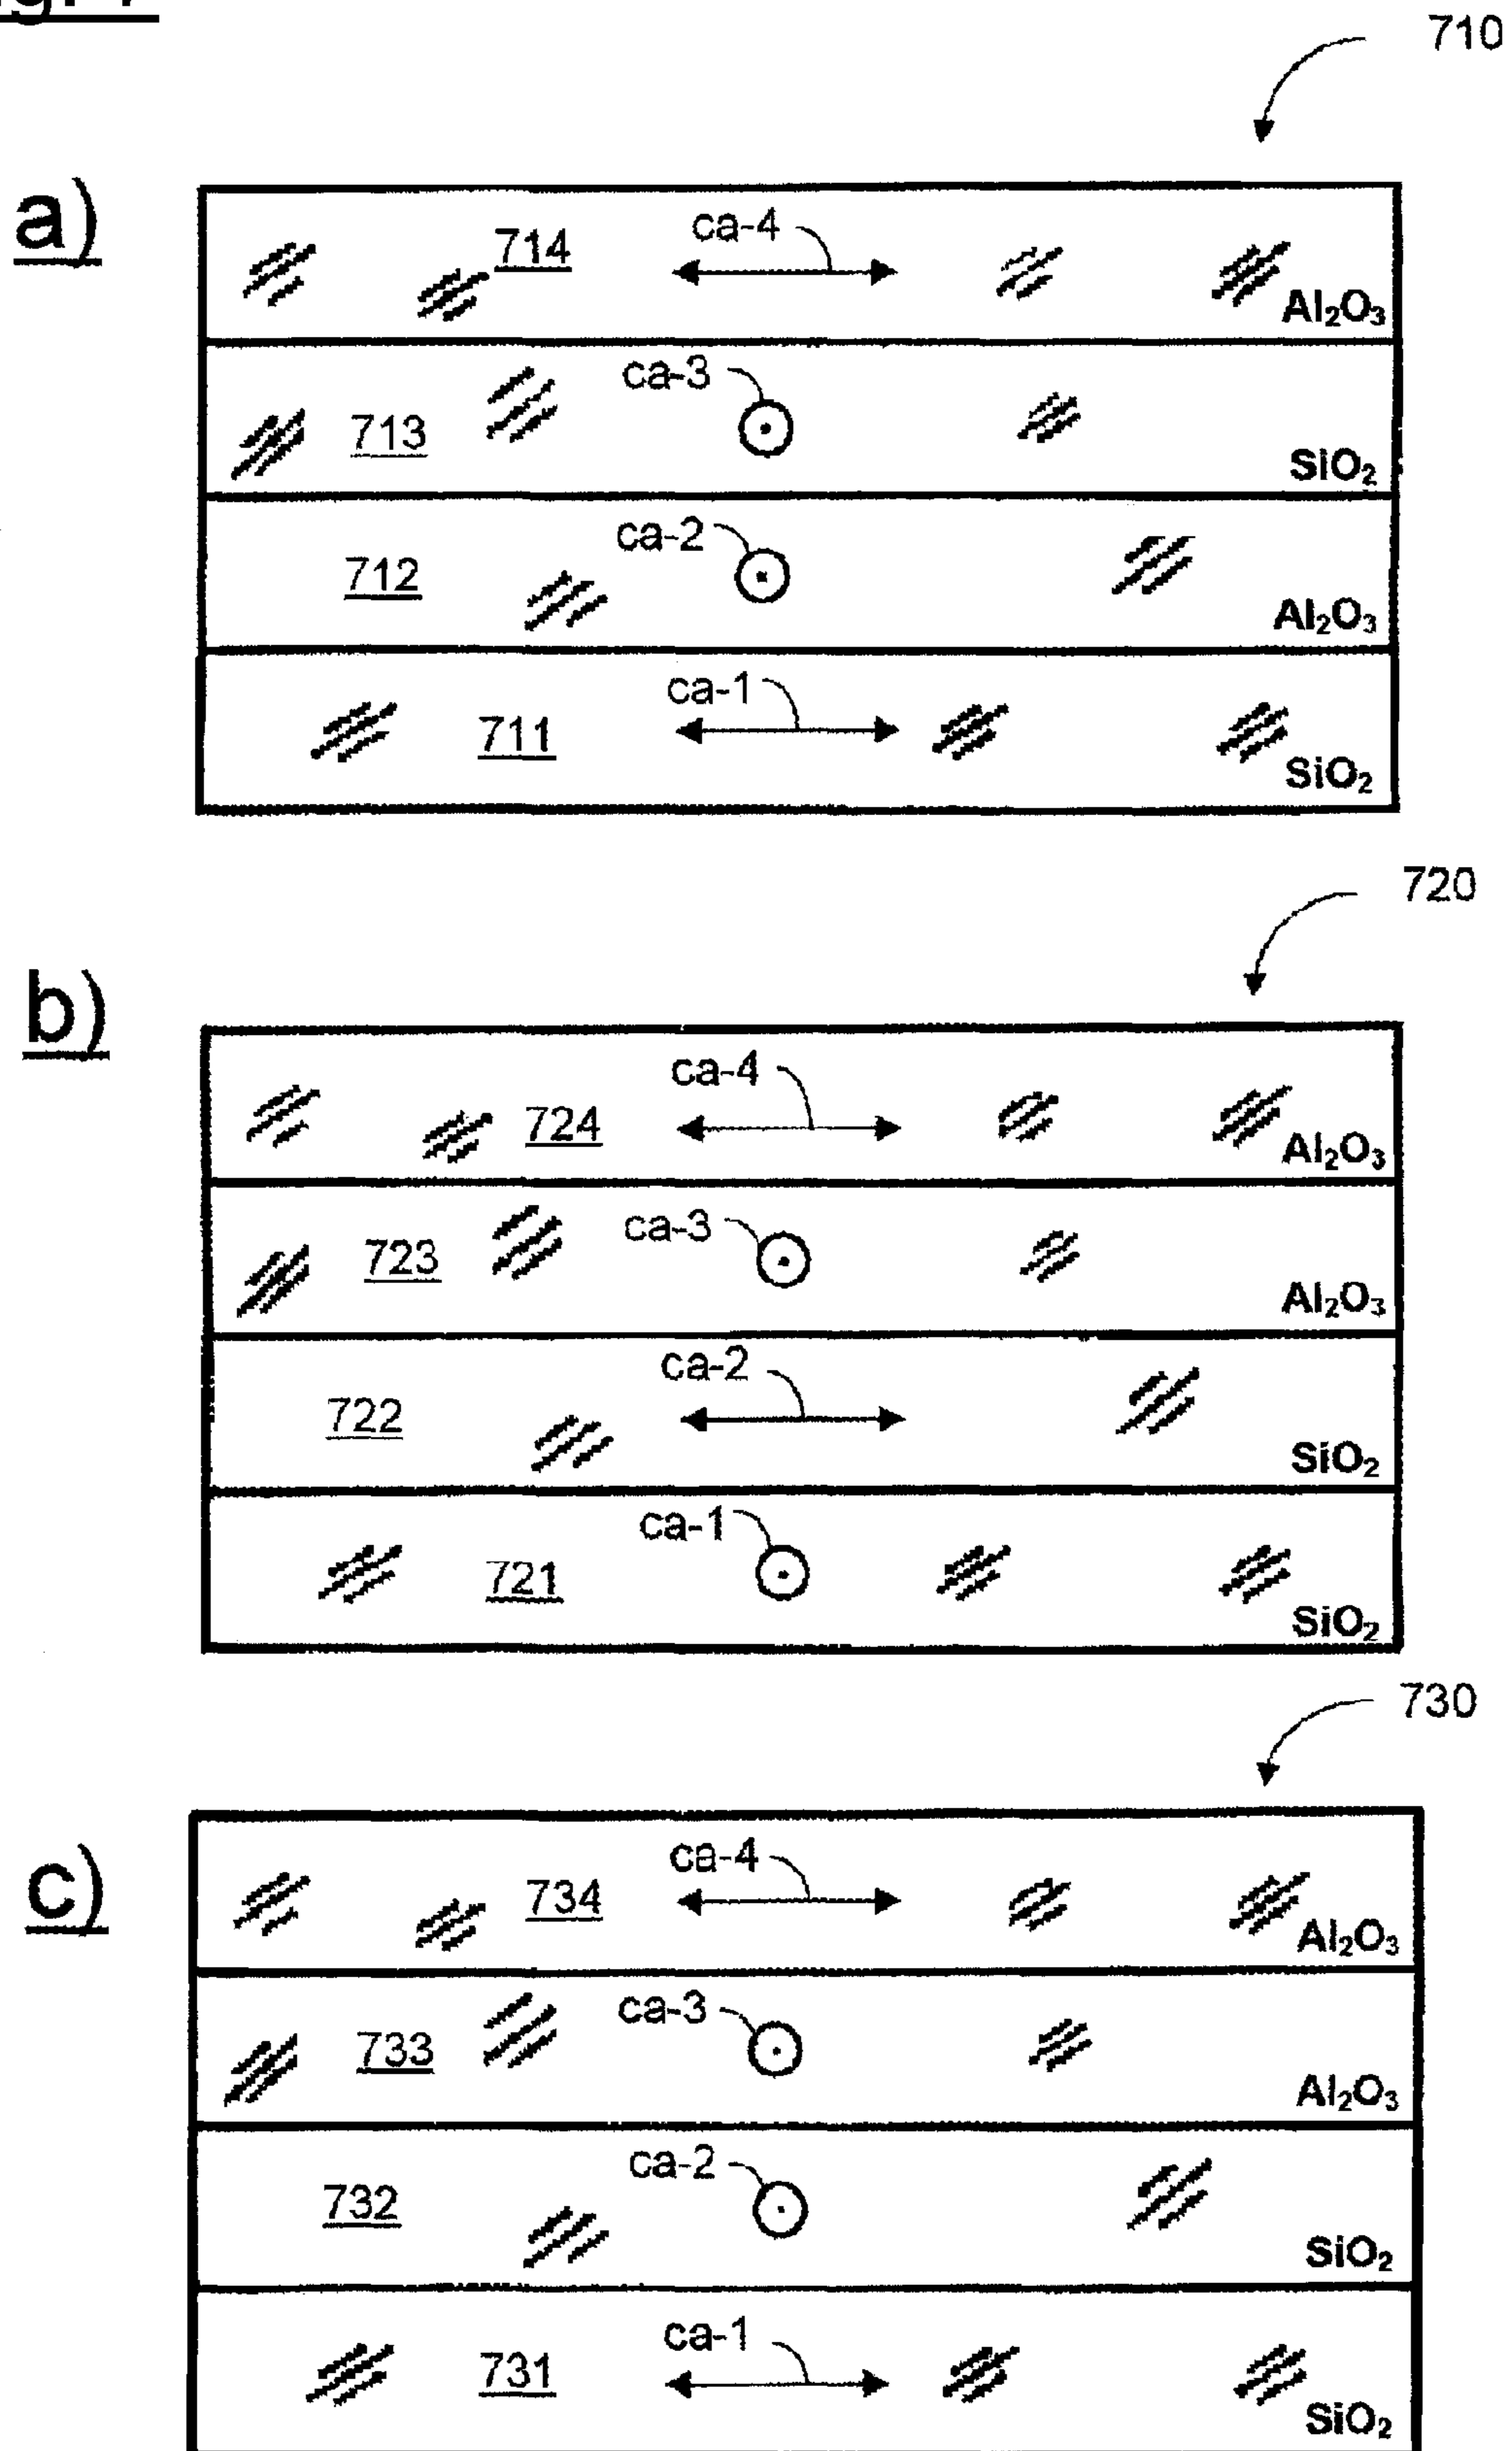 710
a)
ca-4
714
Al₂O₃
ca-3
713
SiO₂
ca-2
712
Al₂O₃
ca-1
711
SiO₂
720
b)
ca-4
724
Al₂O₃
ca-3
723
Al₂O₃
ca-2
722
SiO₂
ca-1
721
SiO₂
730
c)
ca-4
734
Al₂O₃
ca-3
733
Al₂O₃
ca-2
732
SiO₂
ca-1
731
SiO₂